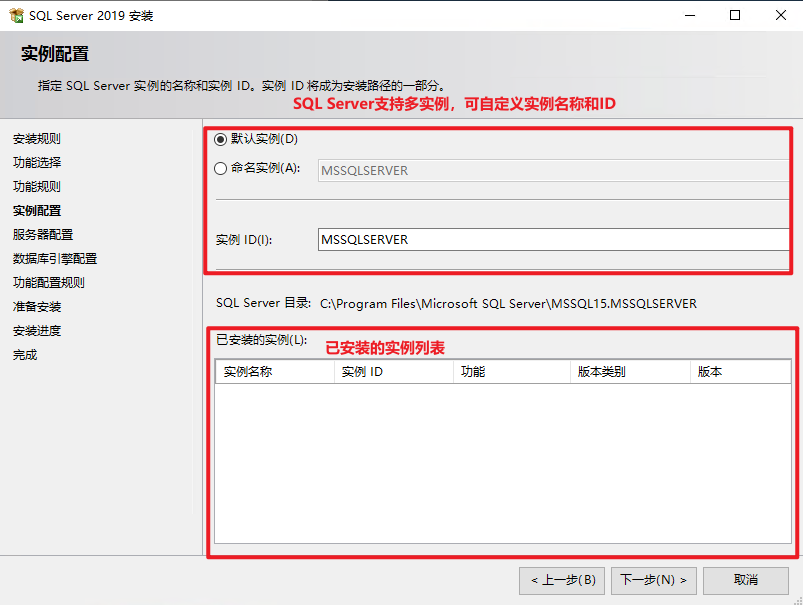 SQL Server 2019 安装
实例配置
指定 SQL Server 实例的名称和实例 ID。实例 ID 将成为安装路径的一部分。
SQL Server支持多实例，可自定义实例名称和ID
安装规则
功能选择
功能规则
实例配置
服务器配置
数据库引擎配置
功能配置规则
准备安装
安装进度
完成
默认实例(D)
命名实例(A): MSSQLSERVER
实例 ID(I): MSSQLSERVER
SQL Server 目录: C:\Program Files\Microsoft SQL Server\MSSQL15.MSSQLSERVER
已安装的实例(L):
已安装的实例列表
实例名称 实例 ID 功能 版本类别 版本
< 上一步(B) 下一步(N) > 取消